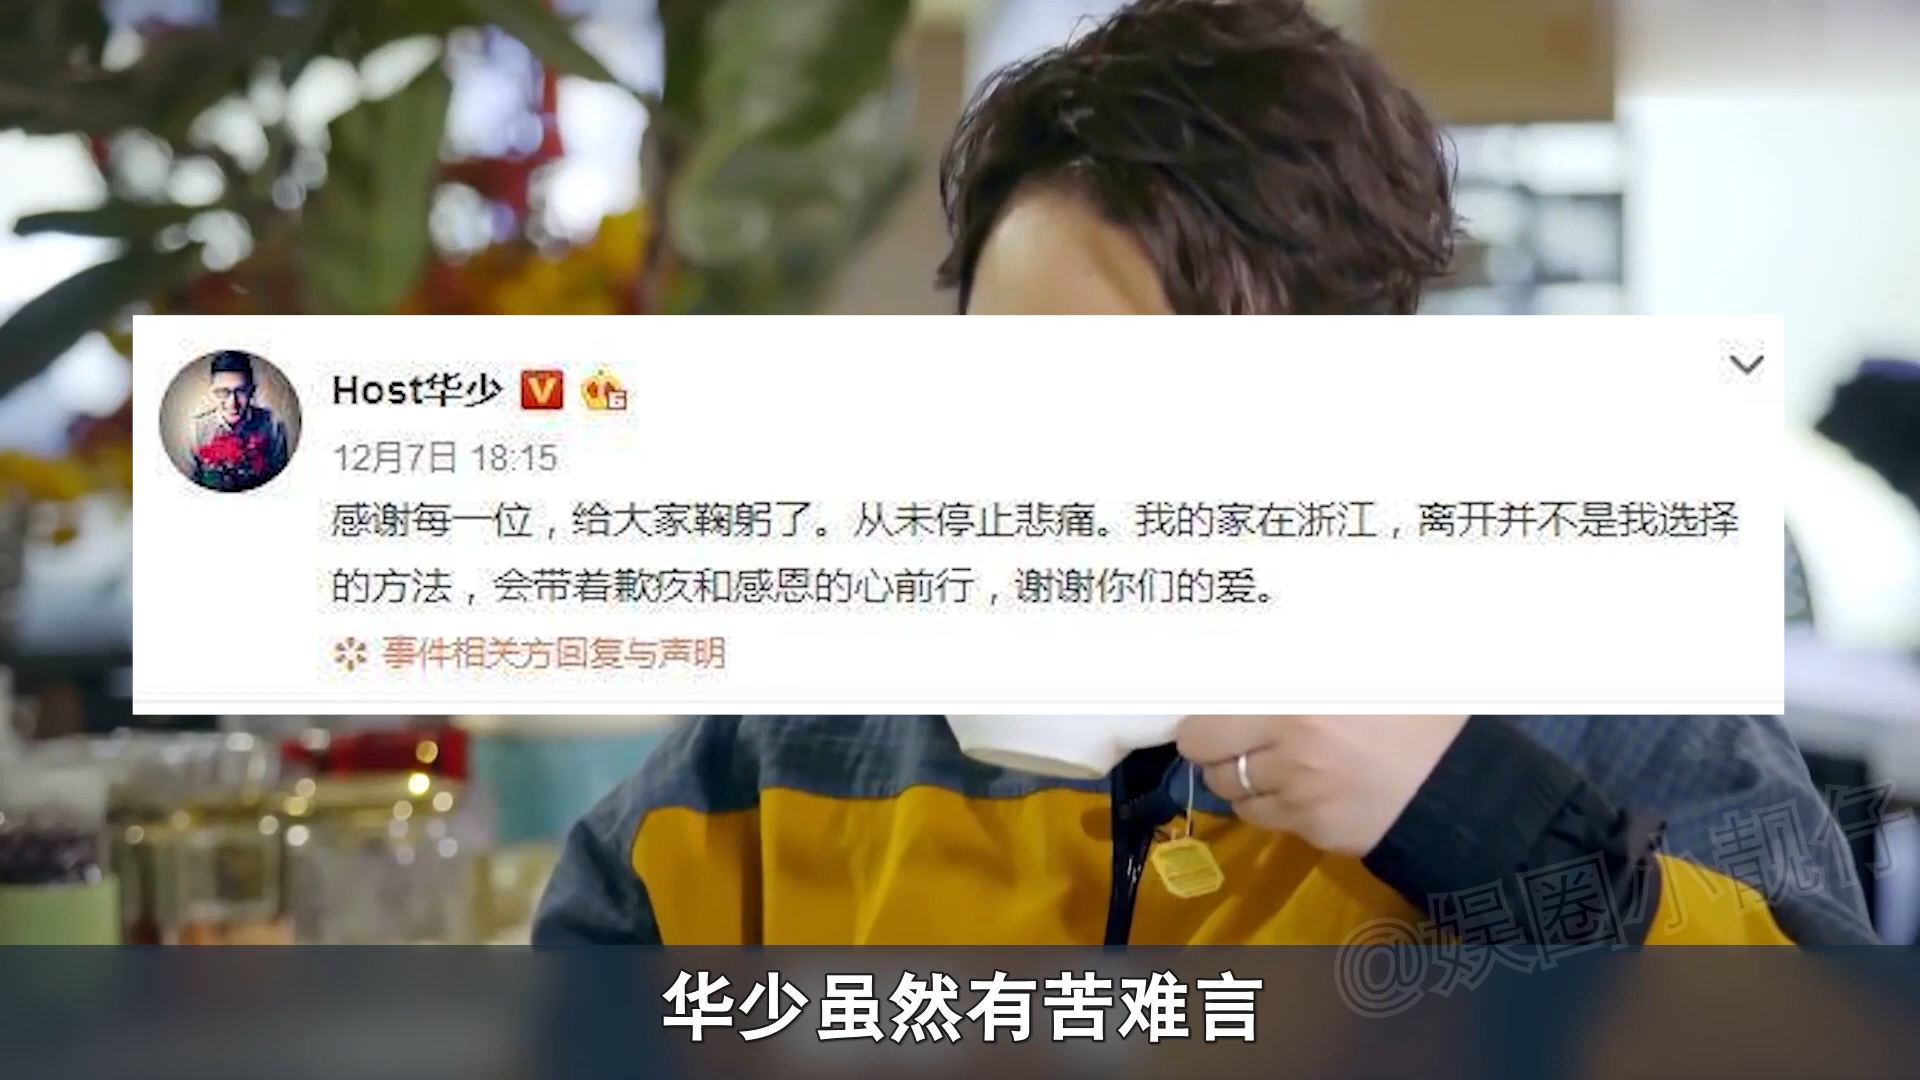 Host华少
12月7日 18:15
感谢每一位，给大家鞠躬了。从未停止悲痛。我的家在浙江，离开并不是我选择
的方法，会带着歉疚和感恩的心前行，谢谢你们的爱。
事件相关方回复与声明
@娱圈小靓仔
华少虽然有苦难言